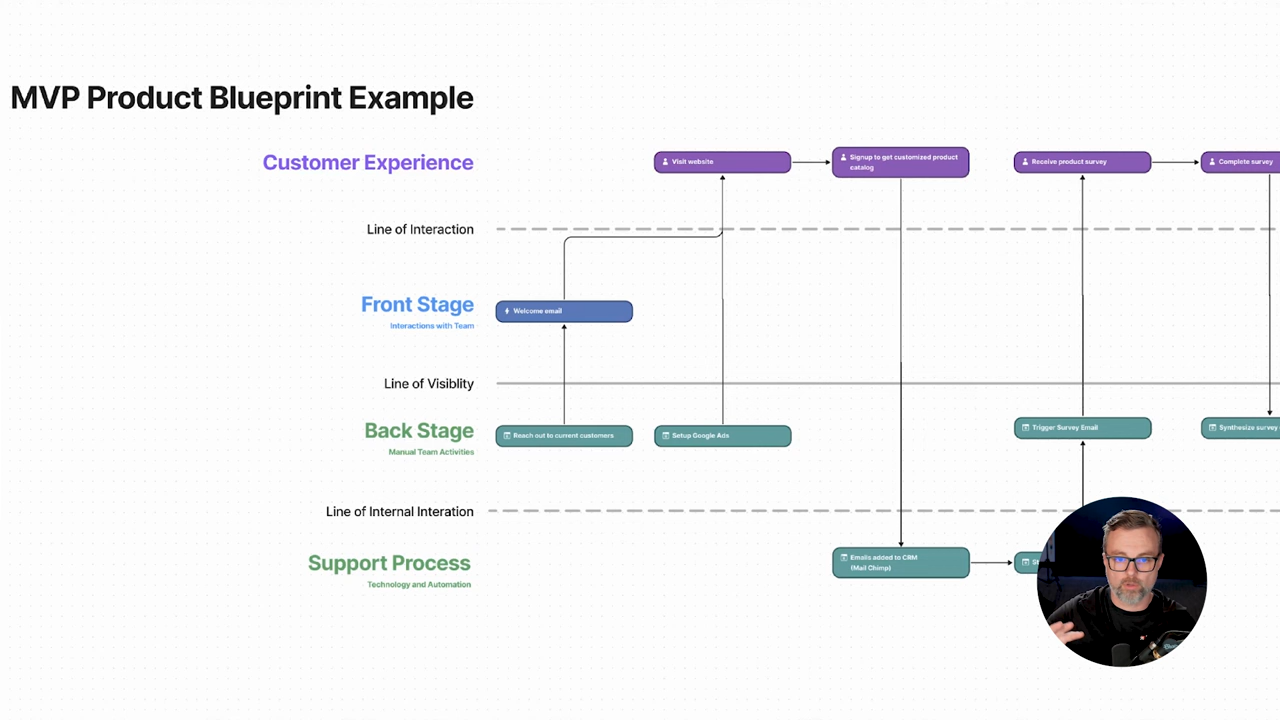 MVP Product Blueprint Example
Customer Experience
Visit website
Signup to get customized product
catalog
Receive product survey
Complete survey
Line of Interaction
Front Stage
Interactions with Team
Welcome email
Line of Visiblity
Back Stage
Manual Team Activities
Reach out to current customers
Setup Google Ads
Trigger Survey Email
Synthesize survey
Line of Internal Interation
Support Process
Technology and Automation
Emails added to CRM
(Mail Chimp)